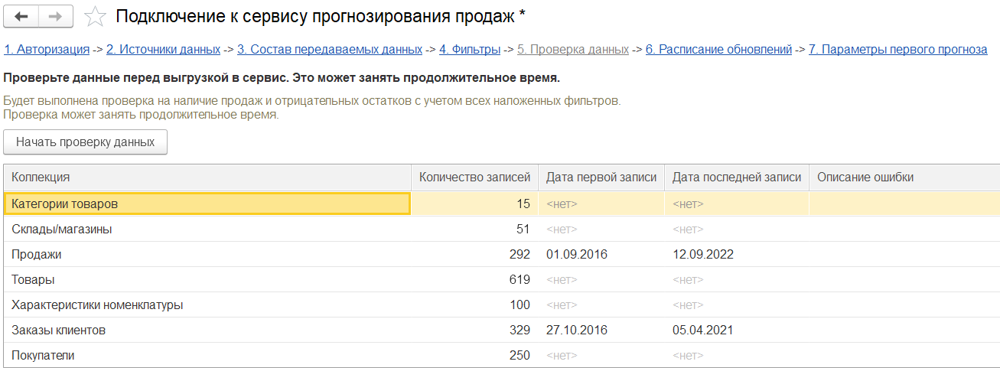 Подключение к сервису прогнозирования продаж *
1. Авторизация -> 2. Источники данных -> 3. Состав передаваемых данных -> 4. Фильтры -> 5. Проверка данных -> 6. Расписание обновлений -> 7. Параметры первого прогноза
Проверьте данные перед выгрузкой в сервис. Это может занять продолжительное время.
Будет выполнена проверка на наличие продаж и отрицательных остатков с учетом всех наложенных фильтров.
Проверка может занять продолжительное время.
Начать проверку данных
Коллекция Количество записей Дата первой записи Дата последней записи Описание ошибки
Категории товаров 15 <нет> <нет>
Склады/магазины 51 <нет> <нет>
Продажи 292 01.09.2016 12.09.2022
Товары 619 <нет> <нет>
Характеристики номенклатуры 100 <нет> <нет>
Заказы клиентов 329 27.10.2016 05.04.2021
Покупатели 250 <нет> <нет>